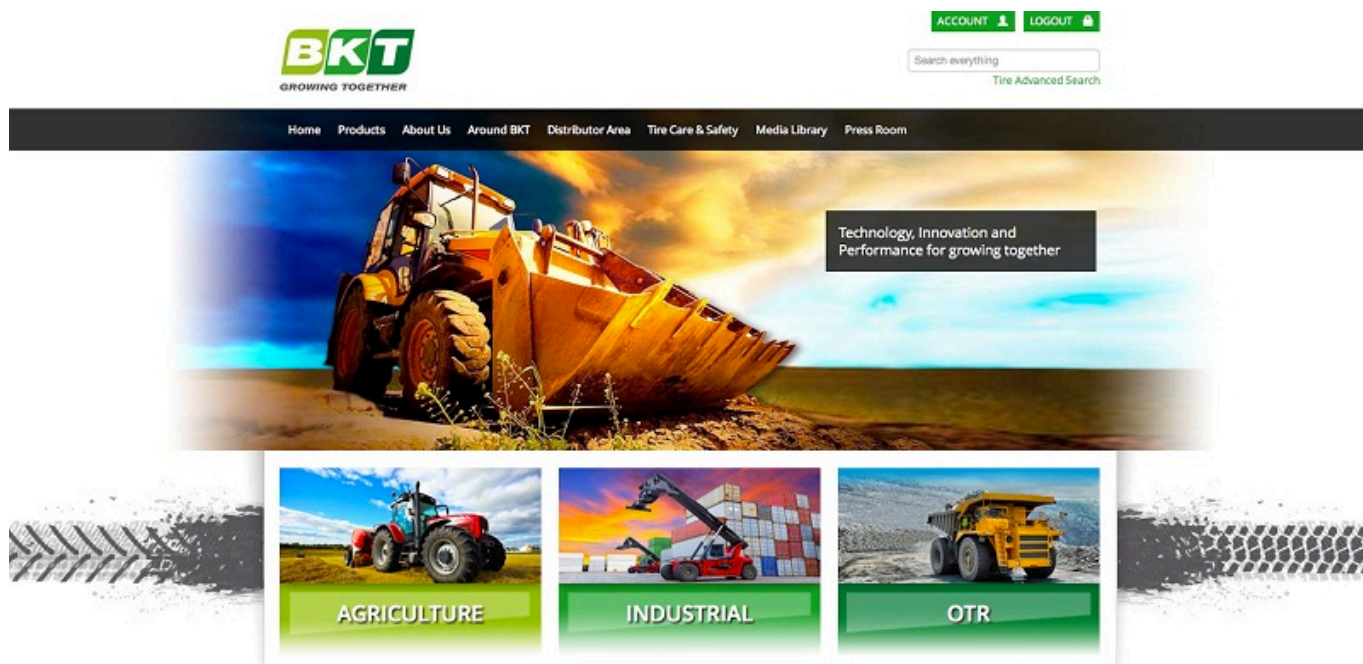 BKT
GROWING TOGETHER
ACCOUNT
LOGOUT
Search everything
Tire Advanced Search
Home Products About Us Around BKT Distributor Area Tire Care & Safety Media Library Press Room
Technology, Innovation and
Performance for growing together
AGRICULTURE
INDUSTRIAL
OTR